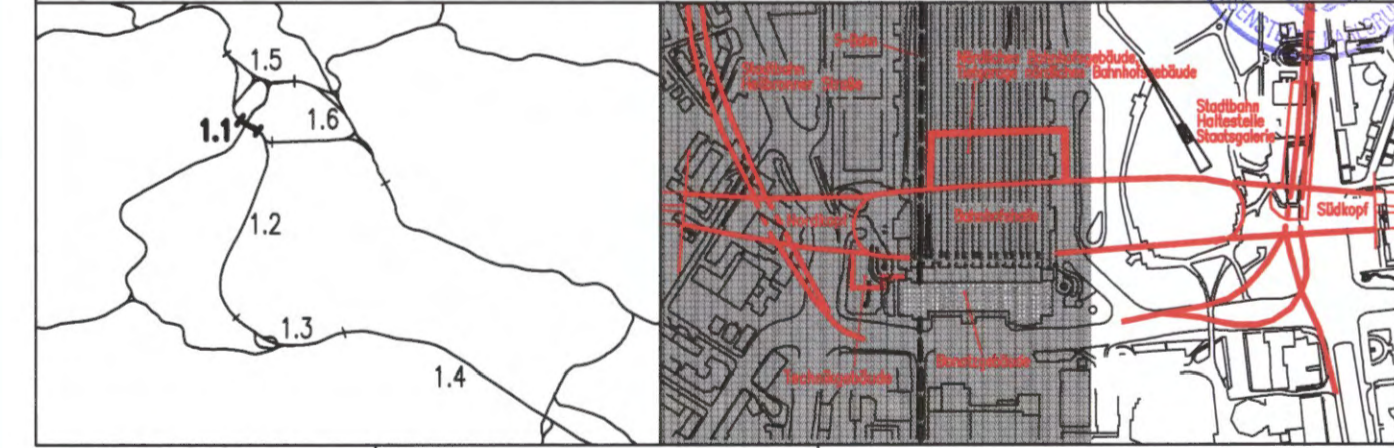 1.5
1.1
1.6
1.2
1.3
1.4
S-Bahn
Nördliches Bahnhofsgebäude,
Tiefgarage nördliches Bahnhofsgebäude
Stadtbahn
Heilbronner Straße
Stadtbahn
Haltestelle
Staatsgalerie
Nordkopf
Bahnhofshalle
Südkopf
Bonatzgebäude
Technikgebäude